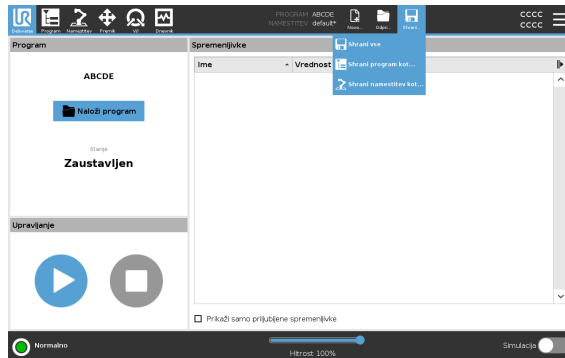 UR
Delovanje
Program
Namestitev
Premik
V/I
Dnevnik
PROGRAM ABCDE
NAMESTITEV default*
Novo...
Odpri...
Shrani...
cccc
cccc
Program
Spremenljivke
Shrani vse
Shrani program kot...
Shrani namestitev kot...
Ime
Vrednost
ABCDE
Naloži program
Stanje
Zaustavljen
Upravljanje
Prikaži samo priljubljene spremenljivke
Normalno
Hitrost 100%
Simulacija